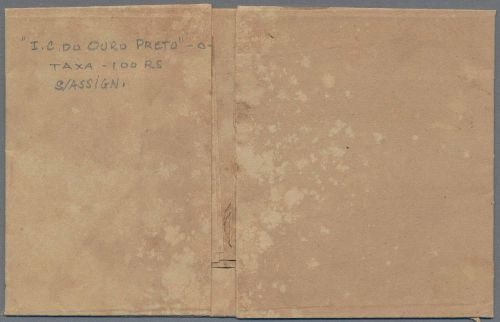 "I.C. DO OURO PRETO" - O -
TAXA - 100 RS
S/ASSIGN.